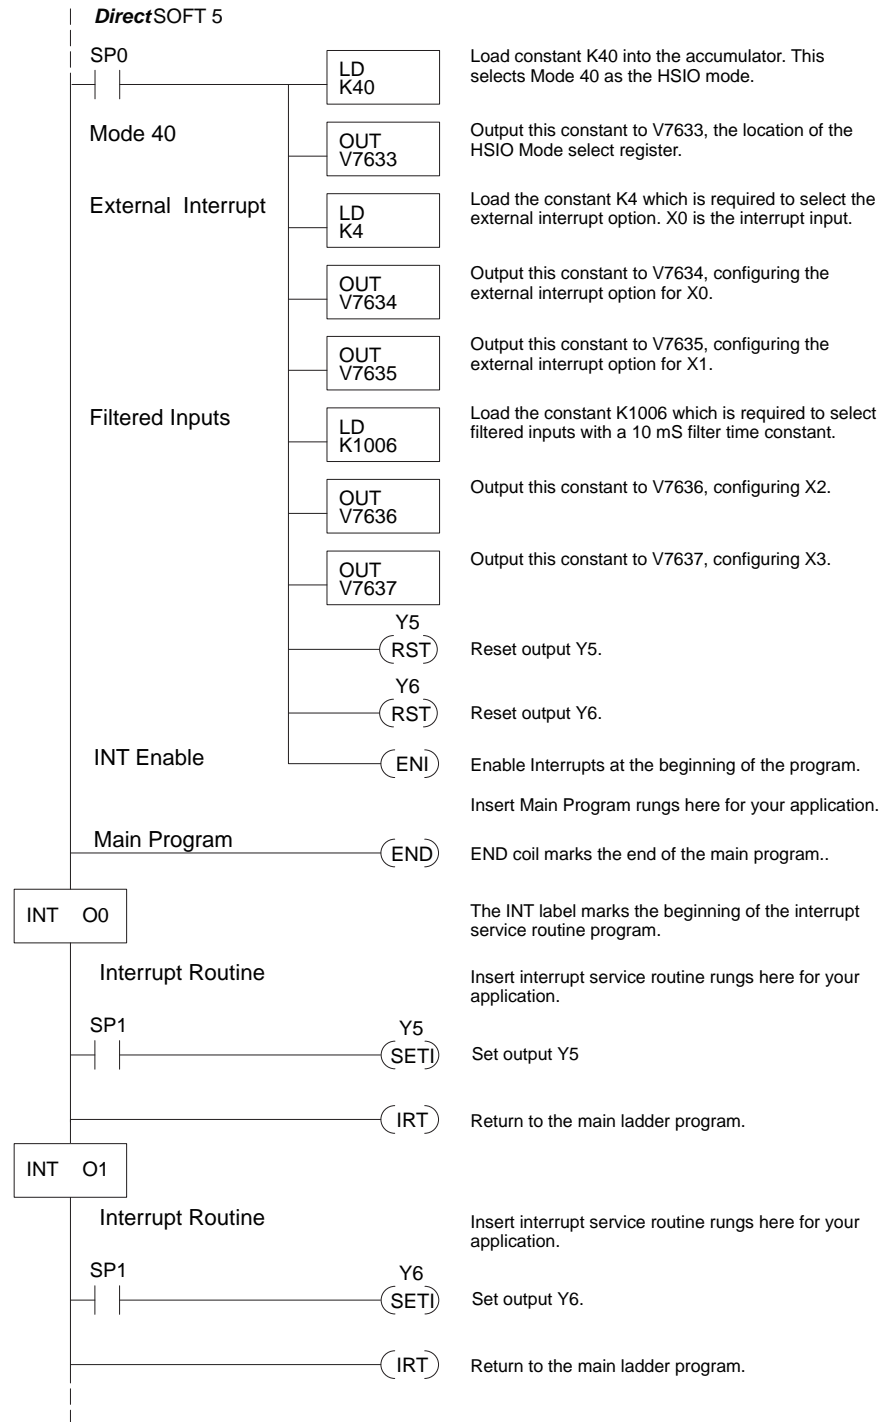 DirectSOFT 5
SP0
LD
K40
Load constant K40 into the accumulator. This
selects Mode 40 as the HSIO mode.
Mode 40
OUT
V7633
Output this constant to V7633, the location of the
HSIO Mode select register.
External Interrupt
LD
K4
Load the constant K4 which is required to select the
external interrupt option. X0 is the interrupt input.
OUT
V7634
Output this constant to V7634, configuring the
external interrupt option for X0.
OUT
V7635
Output this constant to V7635, configuring the
external interrupt option for X1.
Filtered Inputs
LD
K1006
Load the constant K1006 which is required to select
filtered inputs with a 10 mS filter time constant.
OUT
V7636
Output this constant to V7636, configuring X2.
OUT
V7637
Output this constant to V7637, configuring X3.
Y5
RST
Reset output Y5.
Y6
RST
Reset output Y6.
INT Enable
ENI
Enable Interrupts at the beginning of the program.
Insert Main Program rungs here for your application.
Main Program
END
END coil marks the end of the main program..
INT O0
The INT label marks the beginning of the interrupt
service routine program.
Interrupt Routine
Insert interrupt service routine rungs here for your
application.
SP1
Y5
SETI
Set output Y5
IRT
Return to the main ladder program.
INT O1
Interrupt Routine
Insert interrupt service routine rungs here for your
application.
SP1
Y6
SETI
Set output Y6.
IRT
Return to the main ladder program.